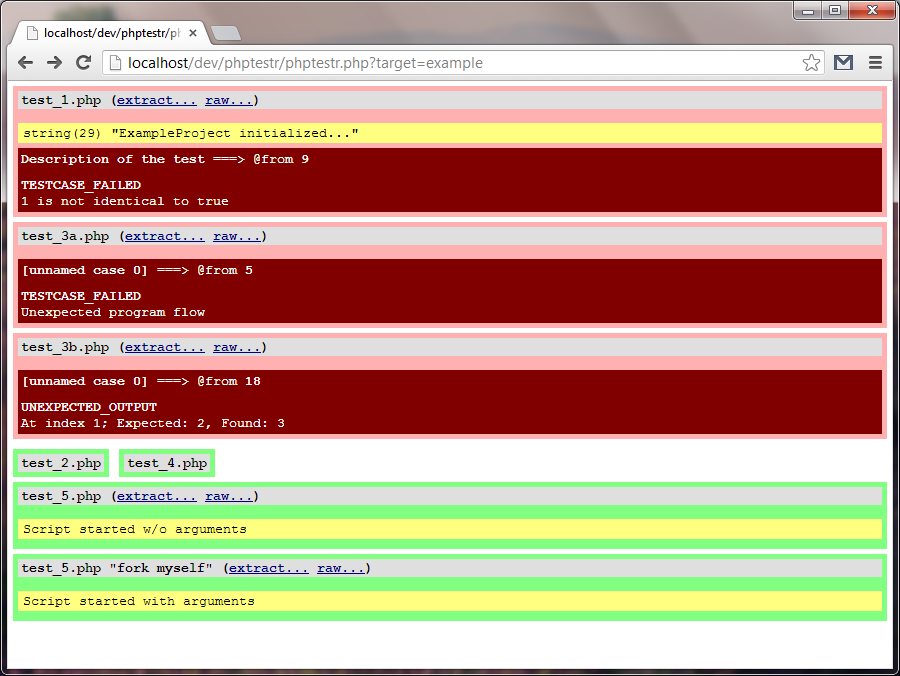 localhost/dev/phptestr/ph
localhost/dev/phptestr/phptestr.php?target=example
test_1.php (extract... raw...)
string(29) "ExampleProject initialized..."
Description of the test ===> @from 9
TESTCASE_FAILED
1 is not identical to true
test_3a.php (extract... raw...)
[unnamed case 0] ===> @from 5
TESTCASE_FAILED
Unexpected program flow
test_3b.php (extract... raw...)
[unnamed case 0] ===> @from 18
UNEXPECTED_OUTPUT
At index 1; Expected: 2, Found: 3
test_2.php test_4.php
test_5.php (extract... raw...)
Script started w/o arguments
test_5.php "fork myself" (extract... raw...)
Script started with arguments